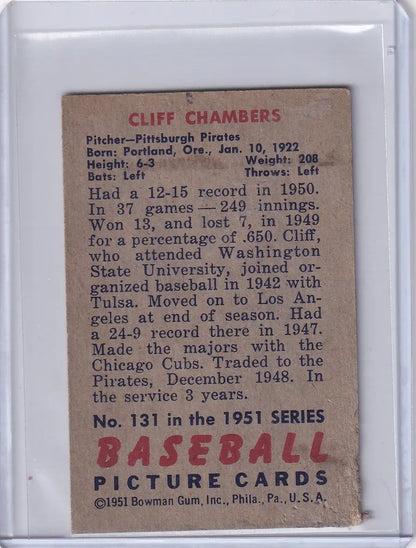 CLIFF CHAMBERS
Pitcher—Pittsburgh Pirates
Born: Portland, Ore., Jan. 10, 1922
Height: 6-3 Weight: 208
Bats: Left Throws: Left
Had a 12-15 record in 1950.
In 37 games — 249 innings.
Won 13, and lost 7, in 1949
for a percentage of .650. Cliff,
who attended Washington
State University, joined or-
ganized baseball in 1942 with
Tulsa. Moved on to Los An-
geles at end of season. Had
a 24-9 record there in 1947.
Made the majors with the
Chicago Cubs. Traded to the
Pirates, December 1948. In
the service 3 years.
No. 131 in the 1951 SERIES
BASEBALL
PICTURE CARDS
©1951 Bowman Gum, Inc., Phila., Pa., U.S.A.